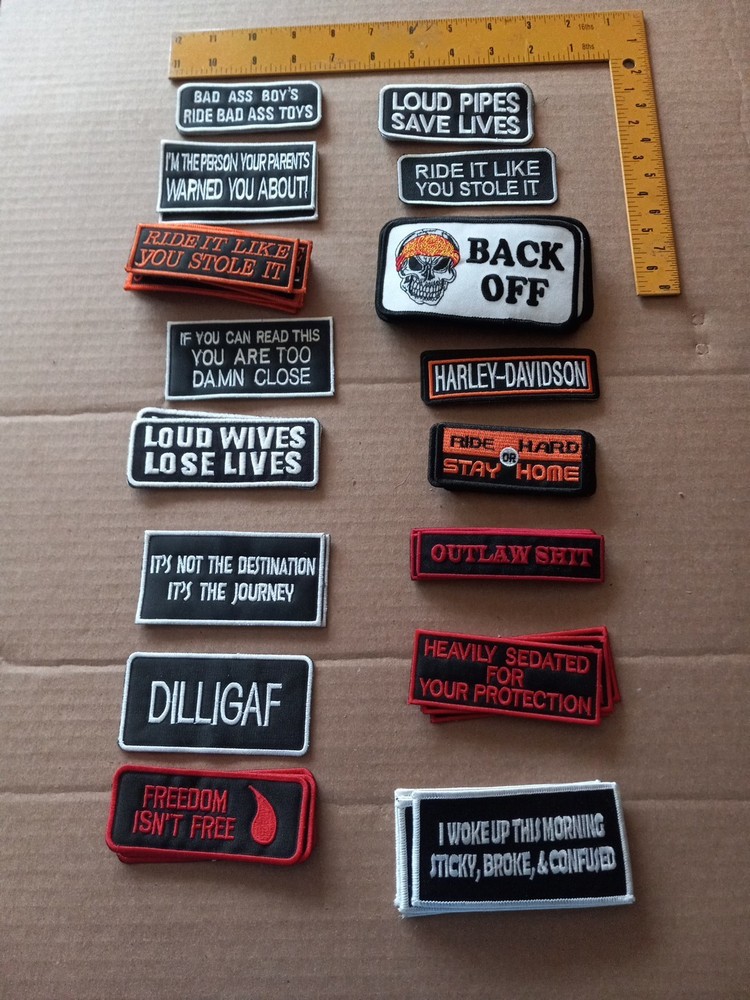 BAD ASS BOY'S
RIDE BAD ASS TOYS
LOUD PIPES
SAVE LIVES
I'M THE PERSON YOUR PARENTS
WARNED YOU ABOUT!
RIDE IT LIKE
YOU STOLE IT
RIDE IT LIKE
YOU STOLE IT
BACK
OFF
IF YOU CAN READ THIS
YOU ARE TOO
DAMN CLOSE
HARLEY-DAVIDSON
LOUD WIVES
LOSE LIVES
RIDE HARD
OR
STAY HOME
IT'S NOT THE DESTINATION
IT'S THE JOURNEY
OUTLAW SHIT
DILLIGAF
HEAVILY SEDATED
FOR
YOUR PROTECTION
FREEDOM
ISN'T FREE
I WOKE UP THIS MORNING
STICKY, BROKE, & CONFUSED